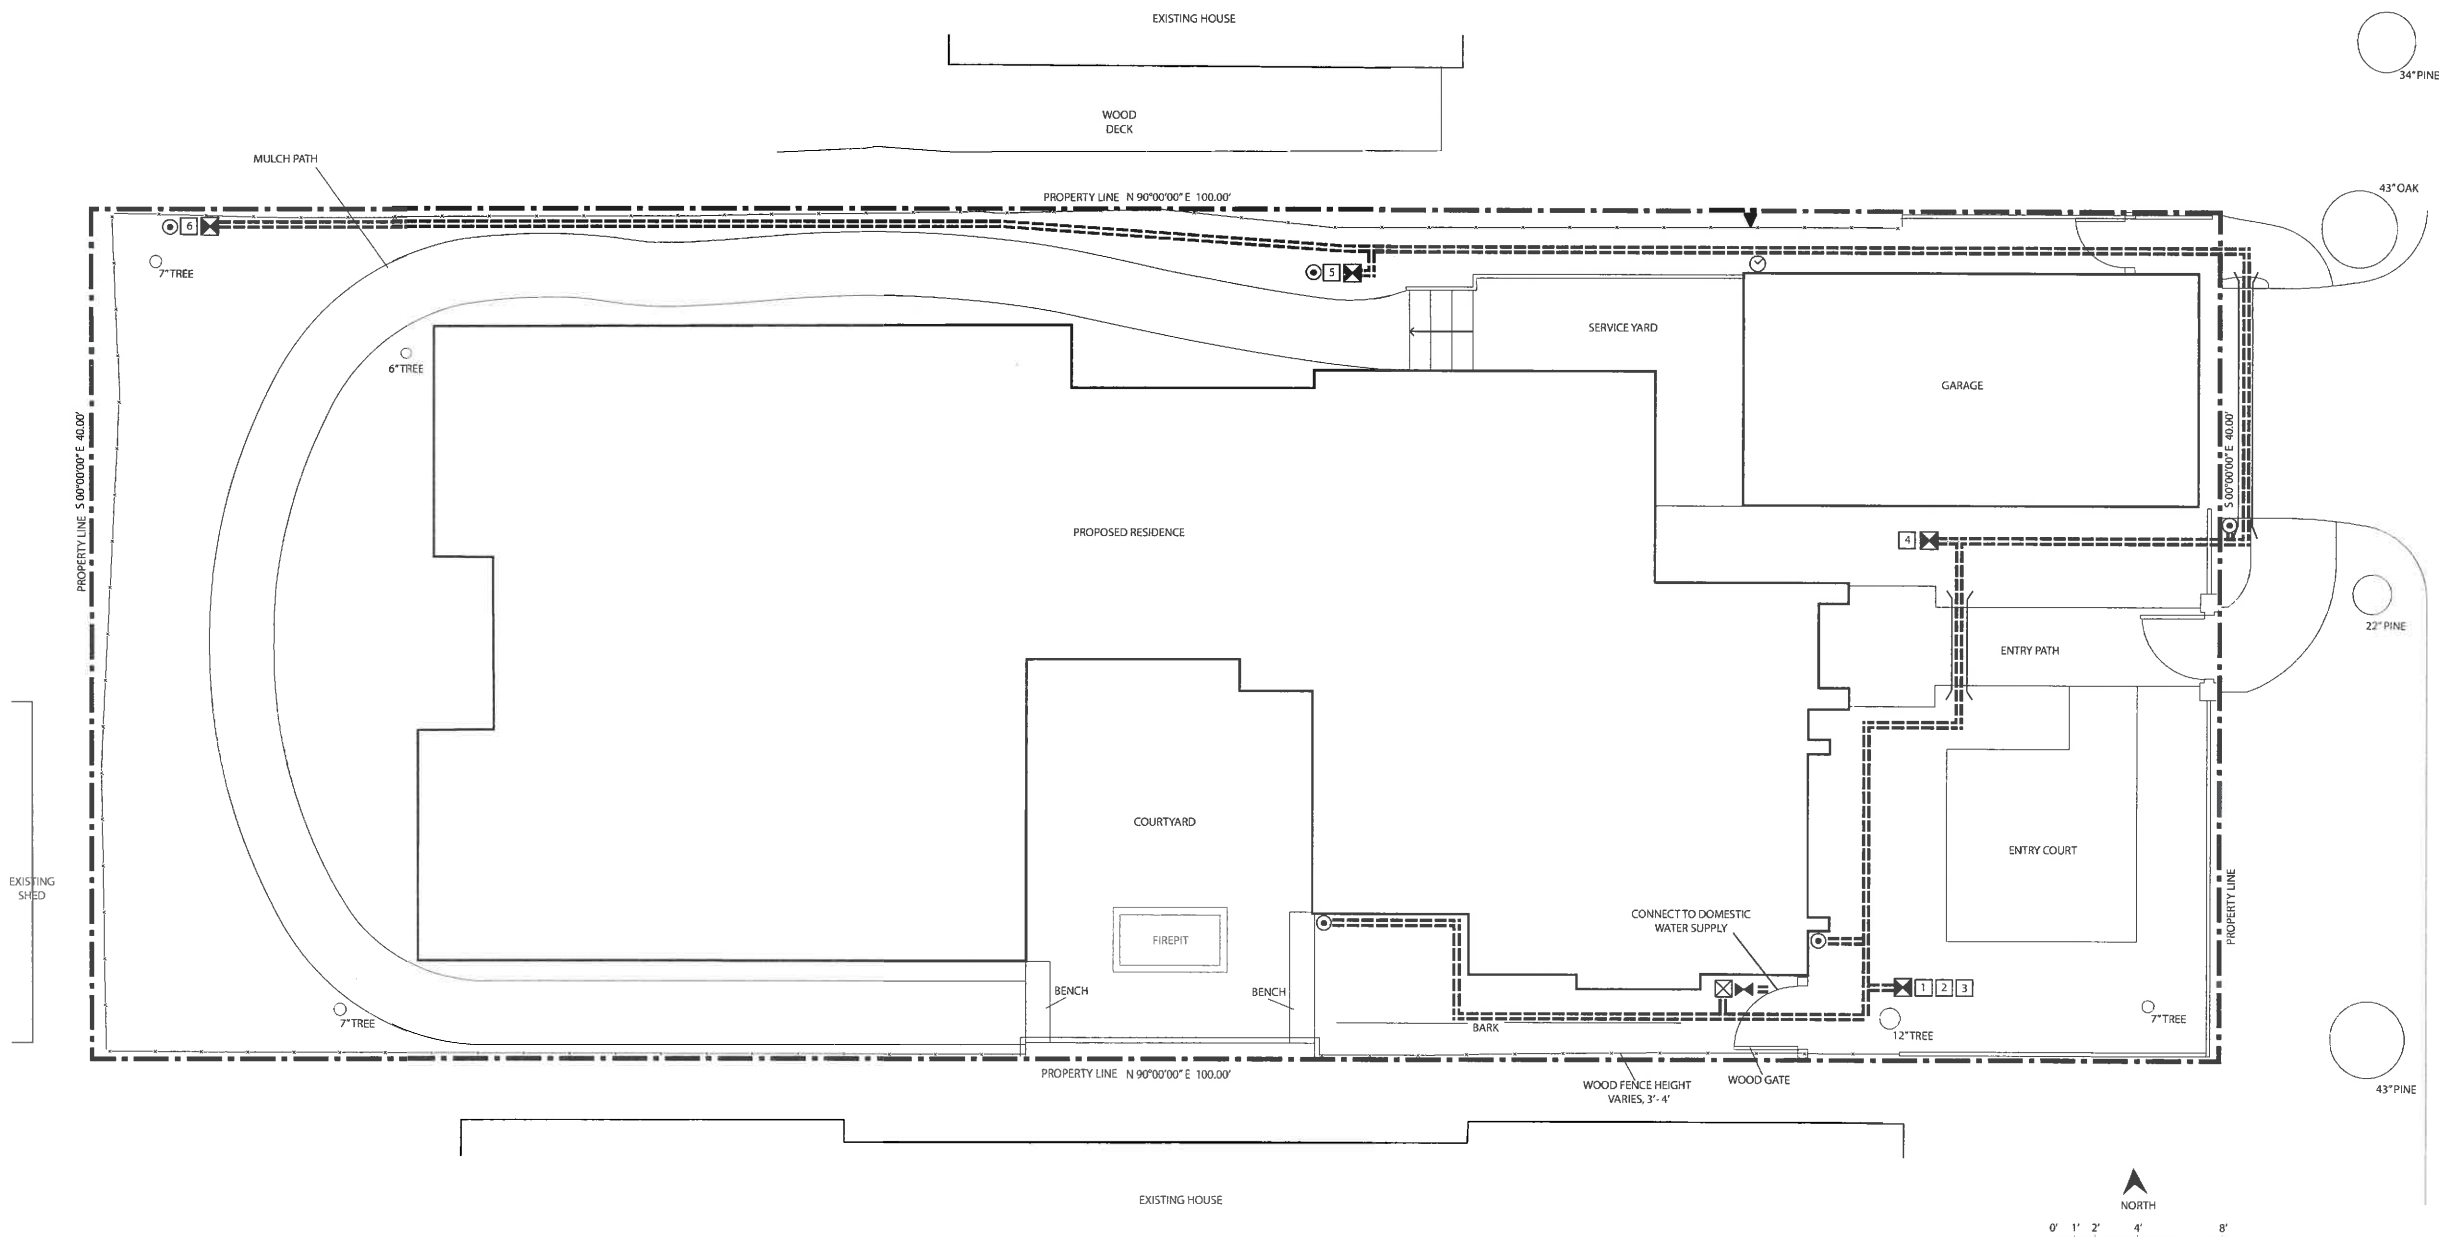 EXISTING HOUSE
34" PINE
WOOD
DECK
MULCH PATH
43" OAK
PROPERTY LINE N 90°00'00" E 100.00'
6
7" TREE
5
SERVICE YARD
6" TREE
GARAGE
PROPERTY LINE S 00°00'00" E 40.00'
S 00°00'00" E 40.00'
PROPOSED RESIDENCE
4
22" PINE
ENTRY PATH
COURTYARD
ENTRY COURT
EXISTING
SHED
PROPERTY LINE
CONNECT TO DOMESTIC
WATER SUPPLY
FIREPIT
BENCH
BENCH
1 2 3
7" TREE
BARK
12" TREE
7" TREE
PROPERTY LINE N 90°00'00" E 100.00'
WOOD FENCE HEIGHT
VARIES, 3'- 4'
WOOD GATE
43" PINE
EXISTING HOUSE
NORTH
0' 1' 2' 4' 8'